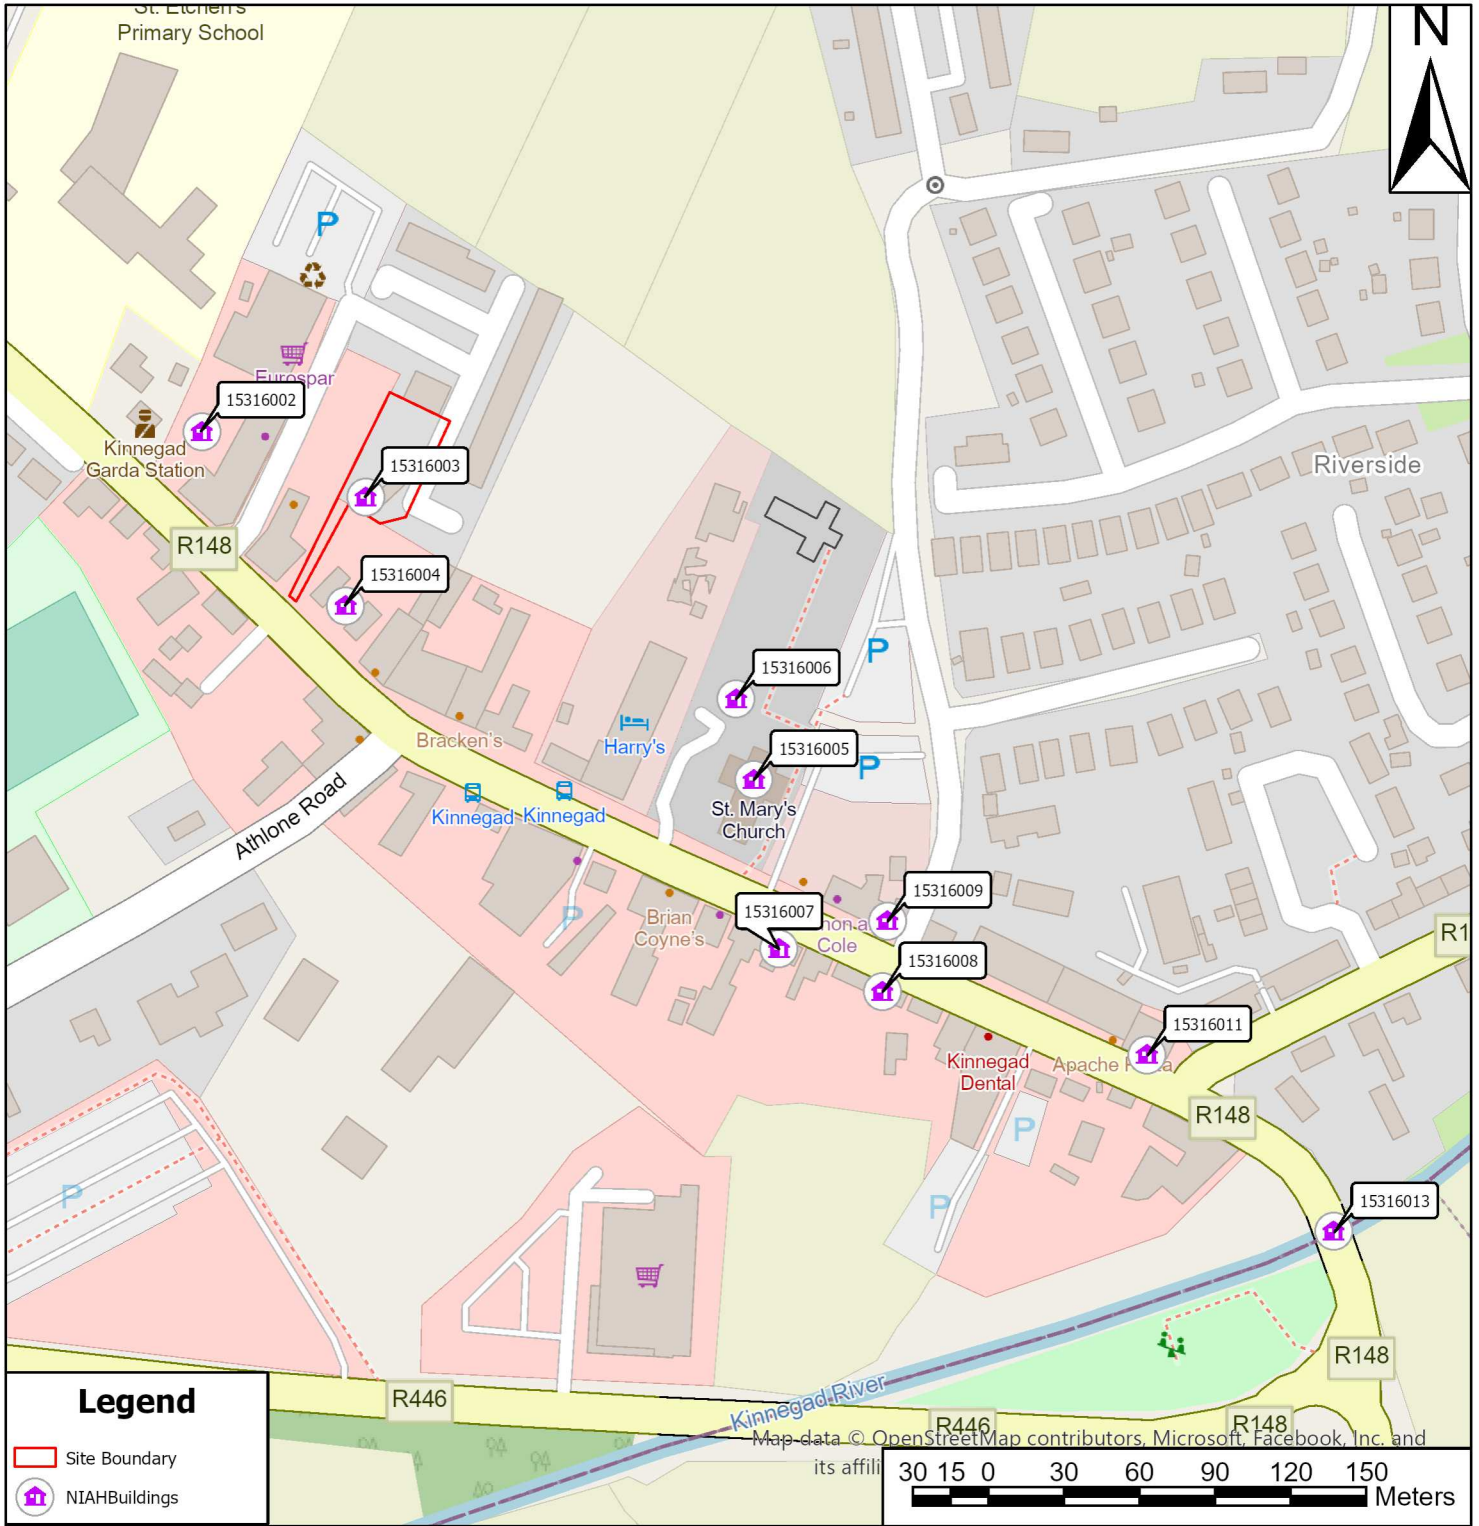 St. Etchen's
Primary School
N
P
Eurospar
15316002
Kinnegad
Garda Station
15316003
Riverside
R148
15316004
15316006
P
Bracken's
Harry's
15316005
P
St. Mary's
Church
Kinnegad
Kinnegad
Athlone Road
15316009
15316007
P
Brian
Coyne's
non a
Cole
R1
15316008
15316011
Kinnegad
Dental
Apache
R148
P
P
P
15316013
R148
R446
Kinnegad River
R446
R148
Map data © OpenStreetMap contributors, Microsoft, Facebook, Inc. and
its affili
Legend
Site Boundary
NIAHBuildings
30 15 0 30 60 90 120 150
Meters